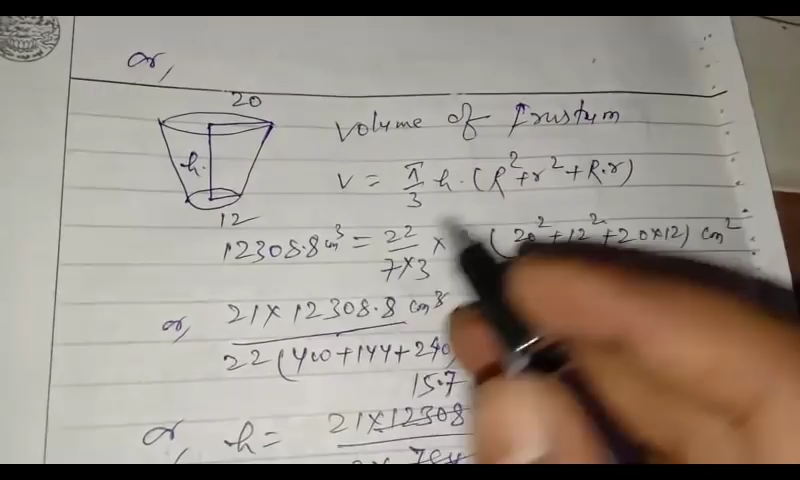 or,
20
h.
12
Volume of Frustum
V = π/3 h. (R²+r²+R.r)
12308.8 cm³ = 22/7×3 × (20²+12²+20×12) cm²
or, 21×12308.8 cm³ / 22(400+144+240
15.7
or, h = 21×12308
784